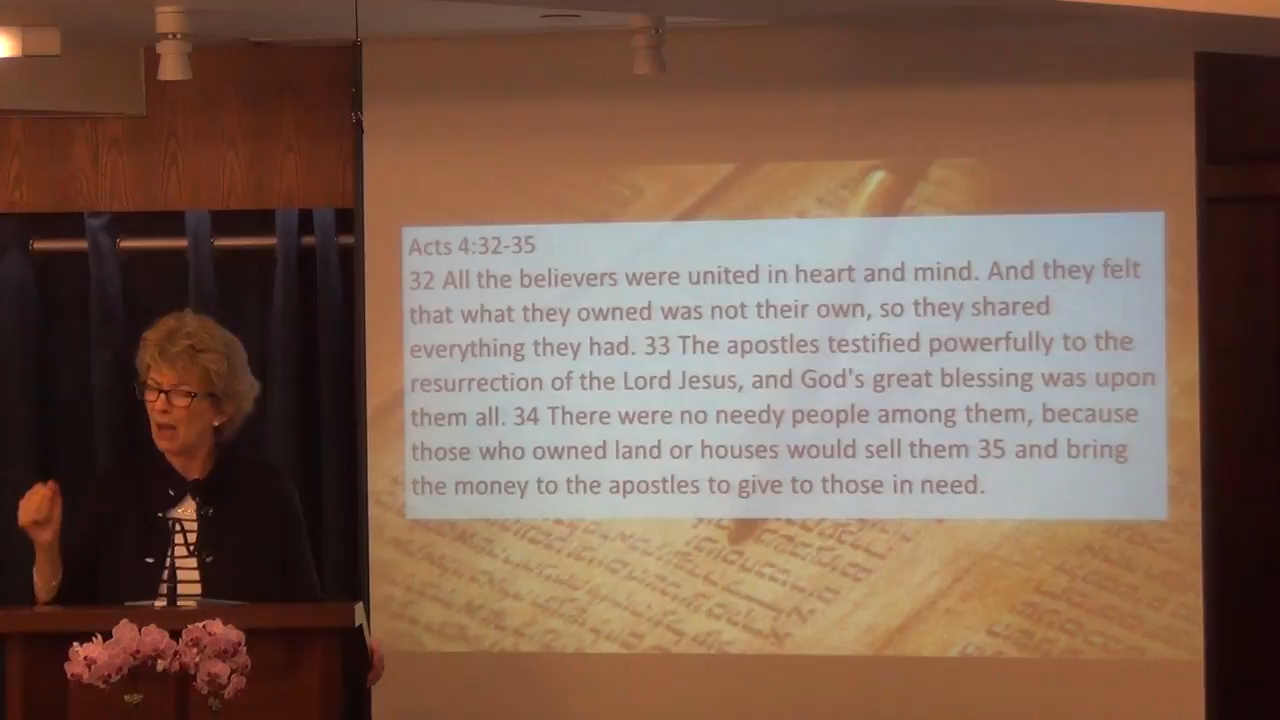 Acts 4:32-35
32 All the believers were united in heart and mind. And they felt
that what they owned was not their own, so they shared
everything they had. 33 The apostles testified powerfully to the
resurrection of the Lord Jesus, and God's great blessing was upon
them all. 34 There were no needy people among them, because
those who owned land or houses would sell them 35 and bring
the money to the apostles to give to those in need.